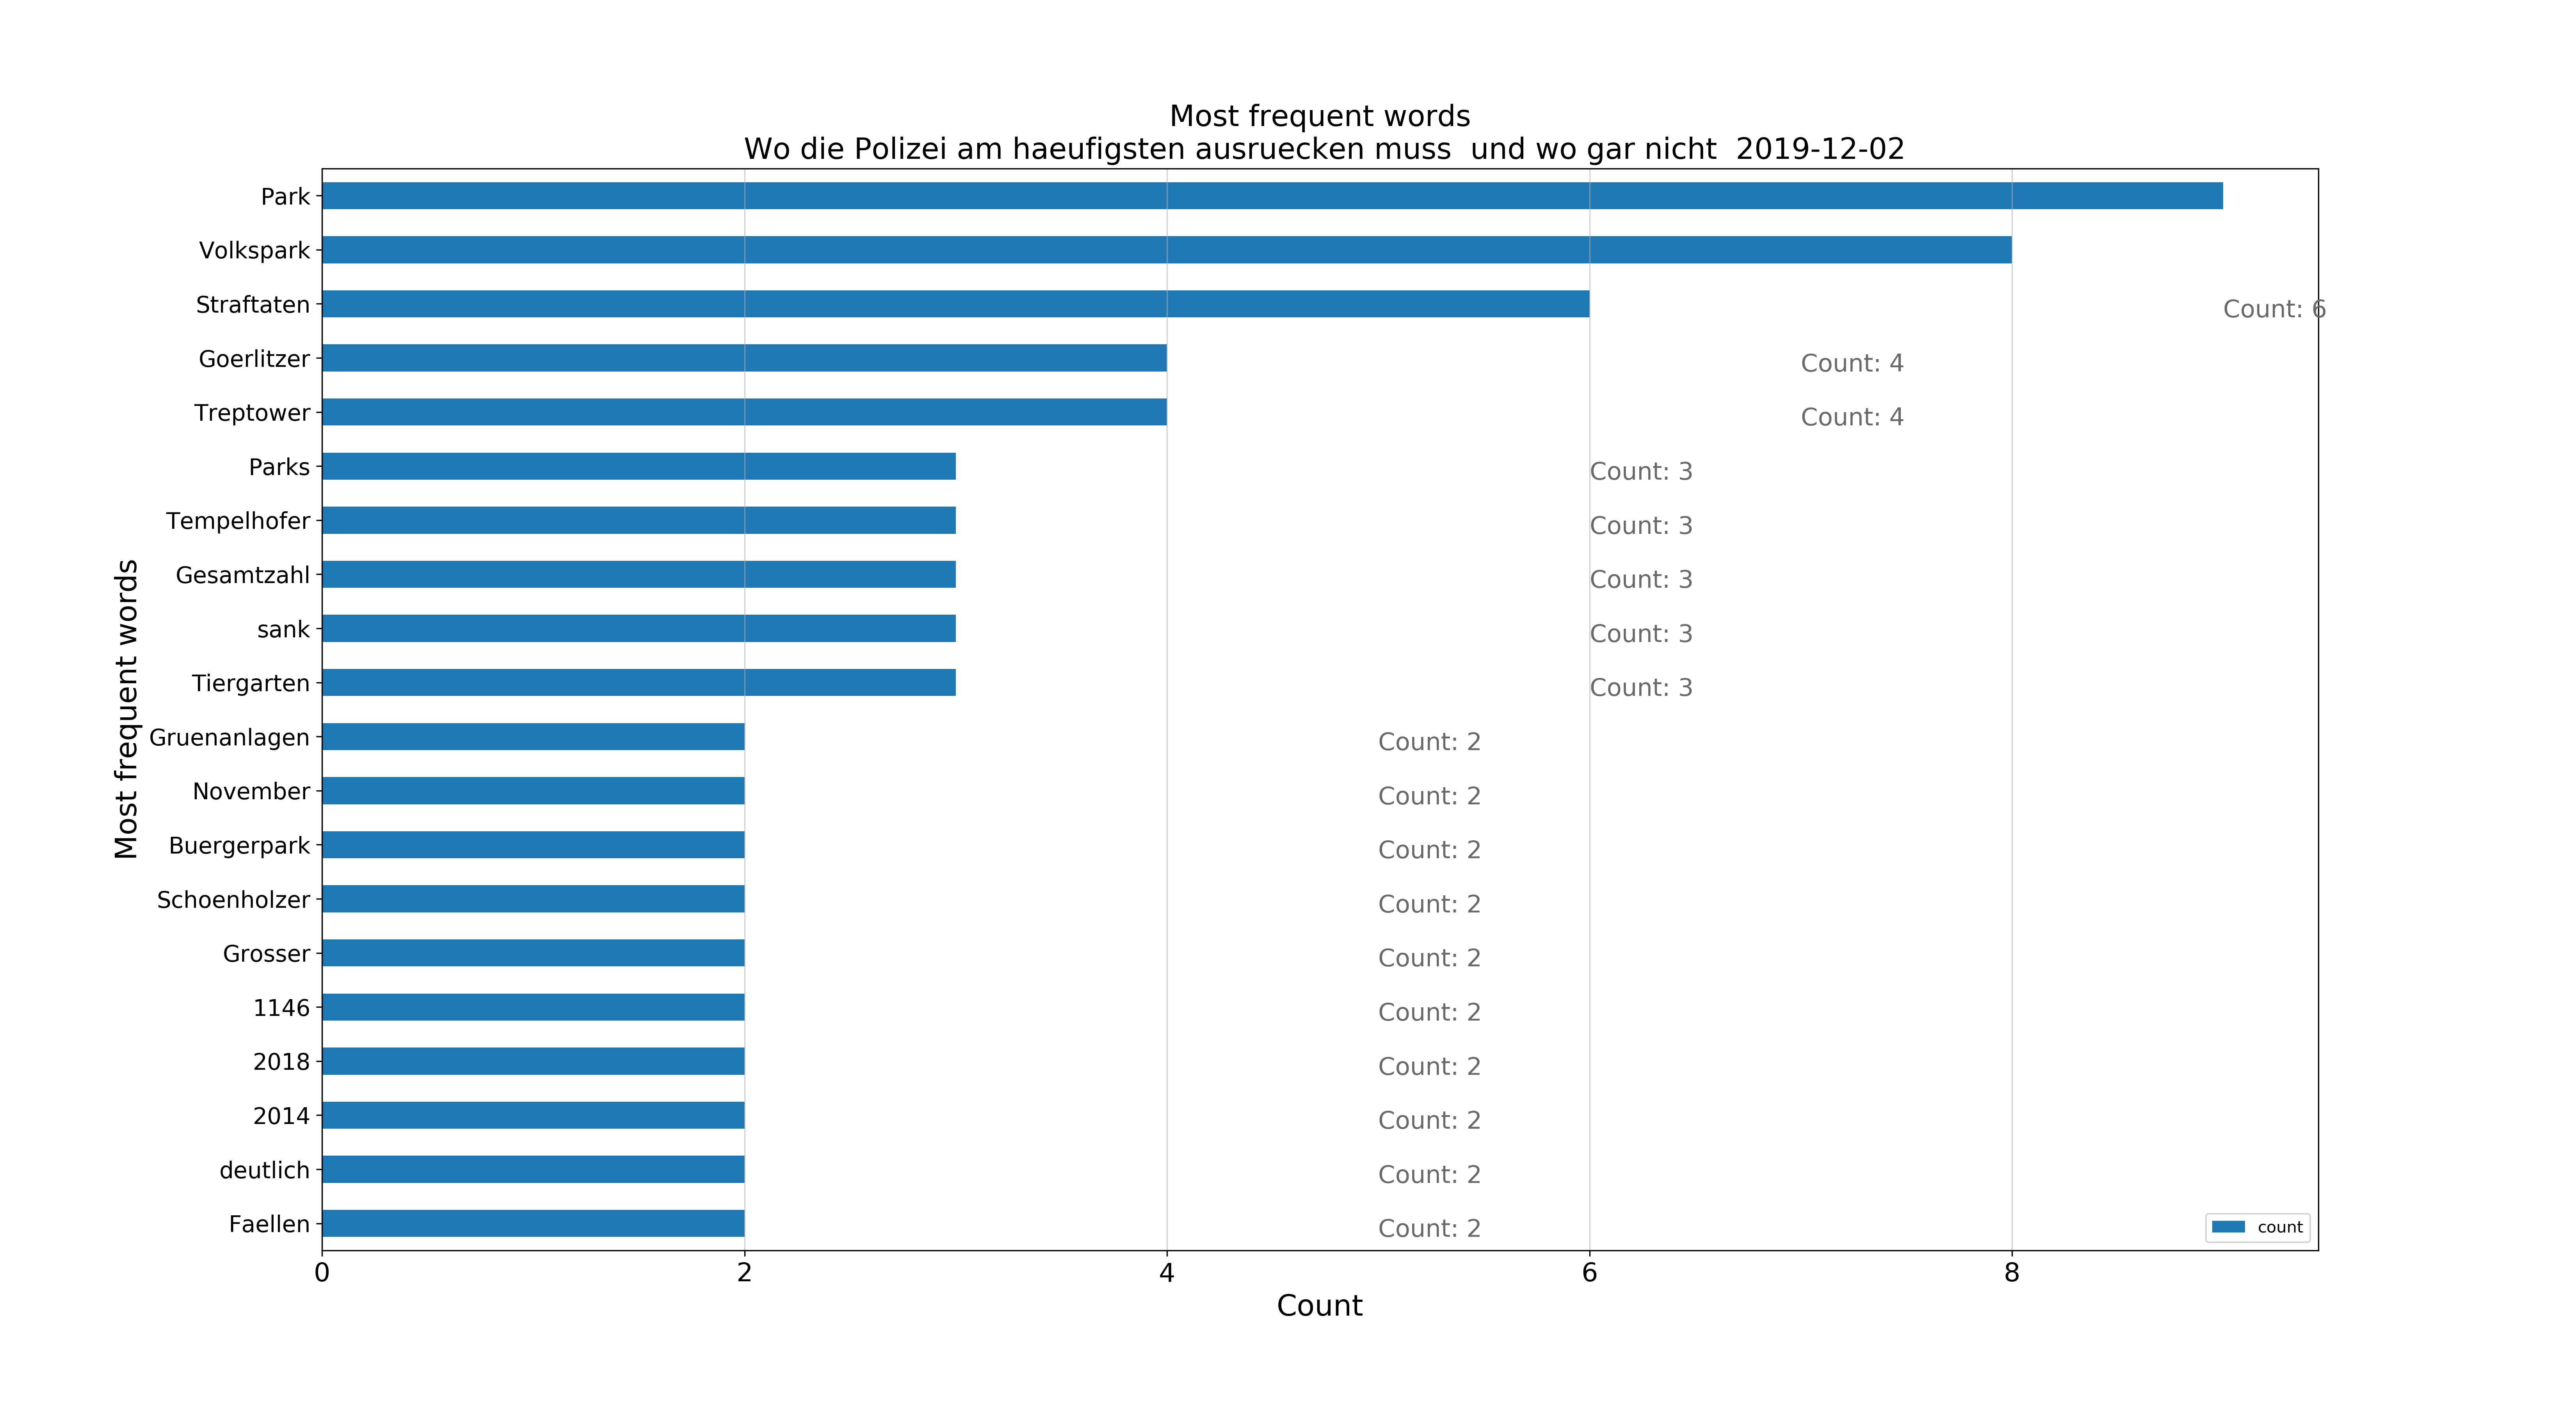 Most frequent words
Wo die Polizei am haeufigsten ausruecken muss  und wo gar nicht  2019-12-02
Park
Volkspark
Straftaten
Count: 6
Goerlitzer
Count: 4
Treptower
Count: 4
Parks
Count: 3
Tempelhofer
Count: 3
Gesamtzahl
Count: 3
sank
Count: 3
Tiergarten
Count: 3
Gruenanlagen
Count: 2
November
Count: 2
Buergerpark
Count: 2
Schoenholzer
Count: 2
Grosser
Count: 2
1146
Count: 2
2018
Count: 2
2014
Count: 2
deutlich
Count: 2
Faellen
Count: 2
Most frequent words
count
0 2 4 6 8
Count